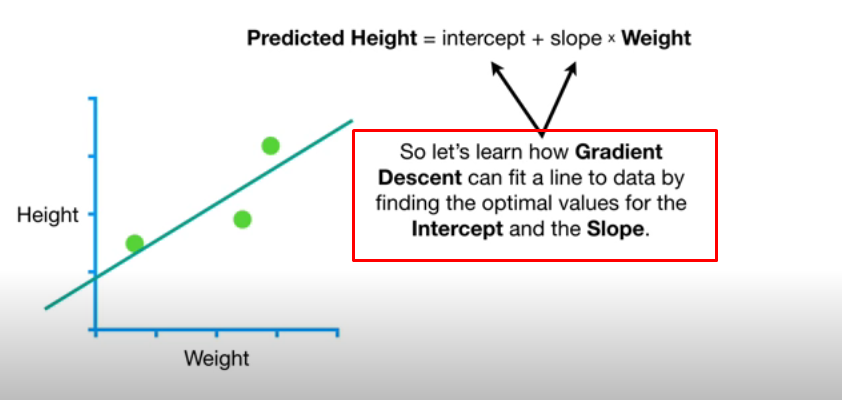 Predicted Height = intercept + slope × Weight
So let's learn how Gradient
Descent can fit a line to data by
finding the optimal values for the
Intercept and the Slope.
Height
Weight